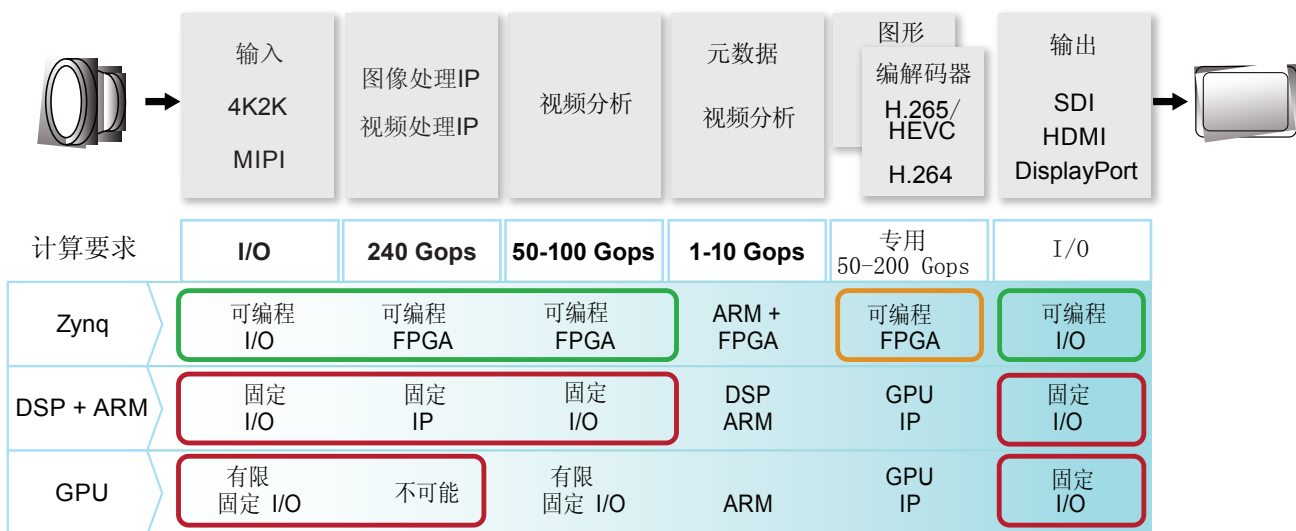 输入
4K2K
MIPI
图像处理IP
视频处理IP
视频分析
元数据
视频分析
图形
编解码器
H.265/
HEVC
H.264
输出
SDI
HDMI
DisplayPort
计算要求
I/O
240 Gops
50-100 Gops
1-10 Gops
专用
50-200 Gops
I/O
Zynq
可编程
I/O
可编程
FPGA
可编程
FPGA
ARM +
FPGA
可编程
FPGA
可编程
I/O
DSP + ARM
固定
I/O
固定
IP
固定
I/O
DSP
ARM
GPU
IP
固定
I/O
GPU
有限
固定 I/O
不可能
有限
固定 I/O
ARM
GPU
IP
固定
I/O